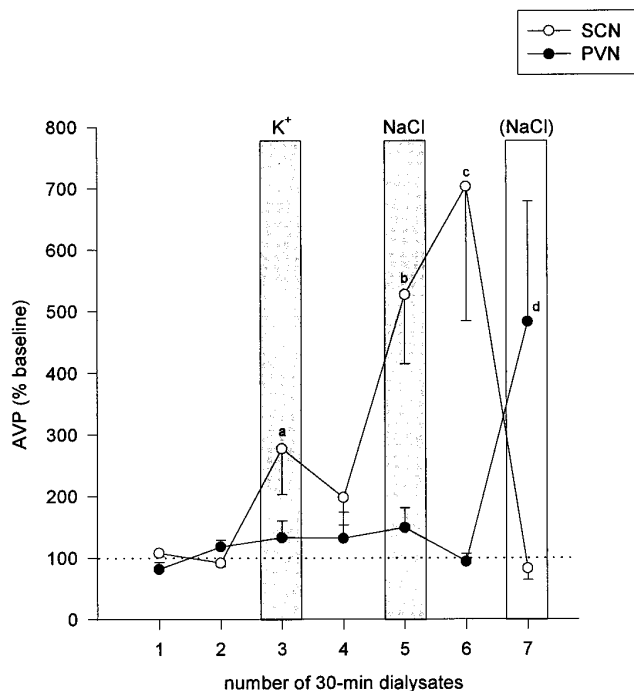 SCN
PVN
K+ NaCl (NaCl)
800
700
600
500
400
300
200
100
0
AVP (% baseline)
a
b
c
d
1 2 3 4 5 6 7
number of 30-min dialysates